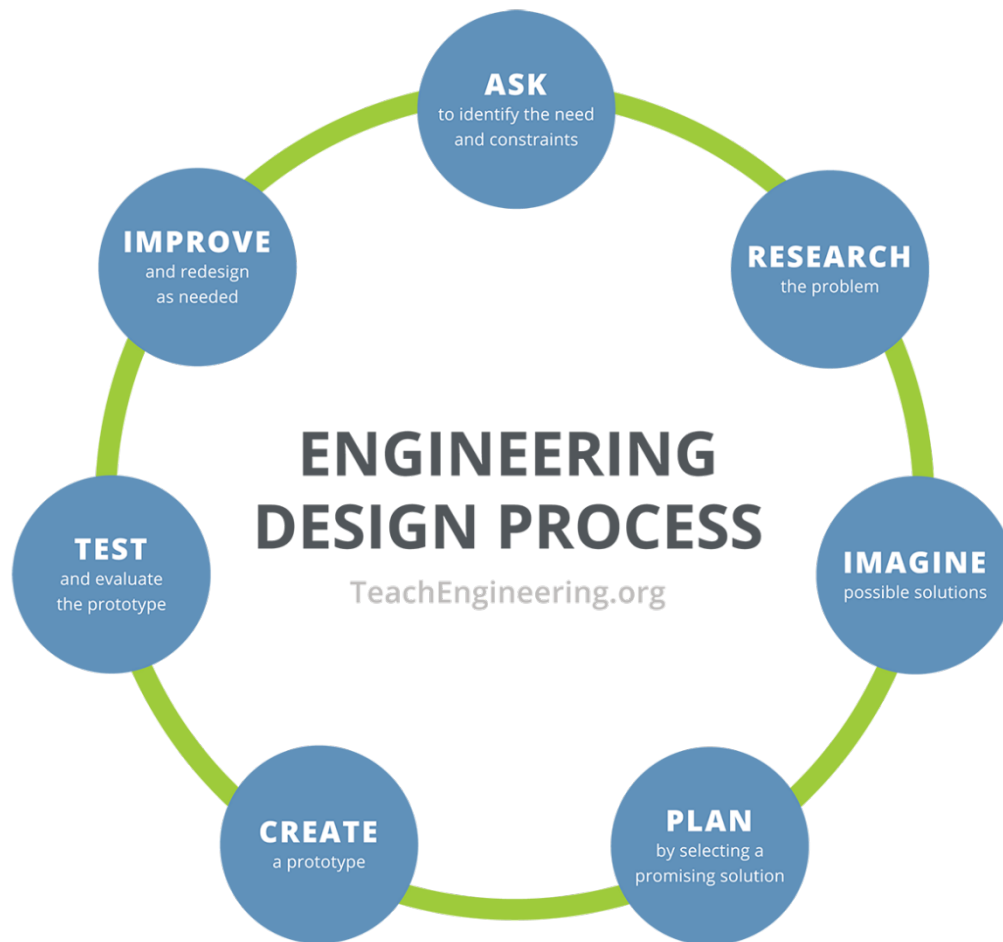 ASK
to identify the need
and constraints
RESEARCH
the problem
IMAGINE
possible solutions
PLAN
by selecting a
promising solution
CREATE
a prototype
TEST
and evaluate
the prototype
IMPROVE
and redesign
as needed
ENGINEERING
DESIGN PROCESS
TeachEngineering.org